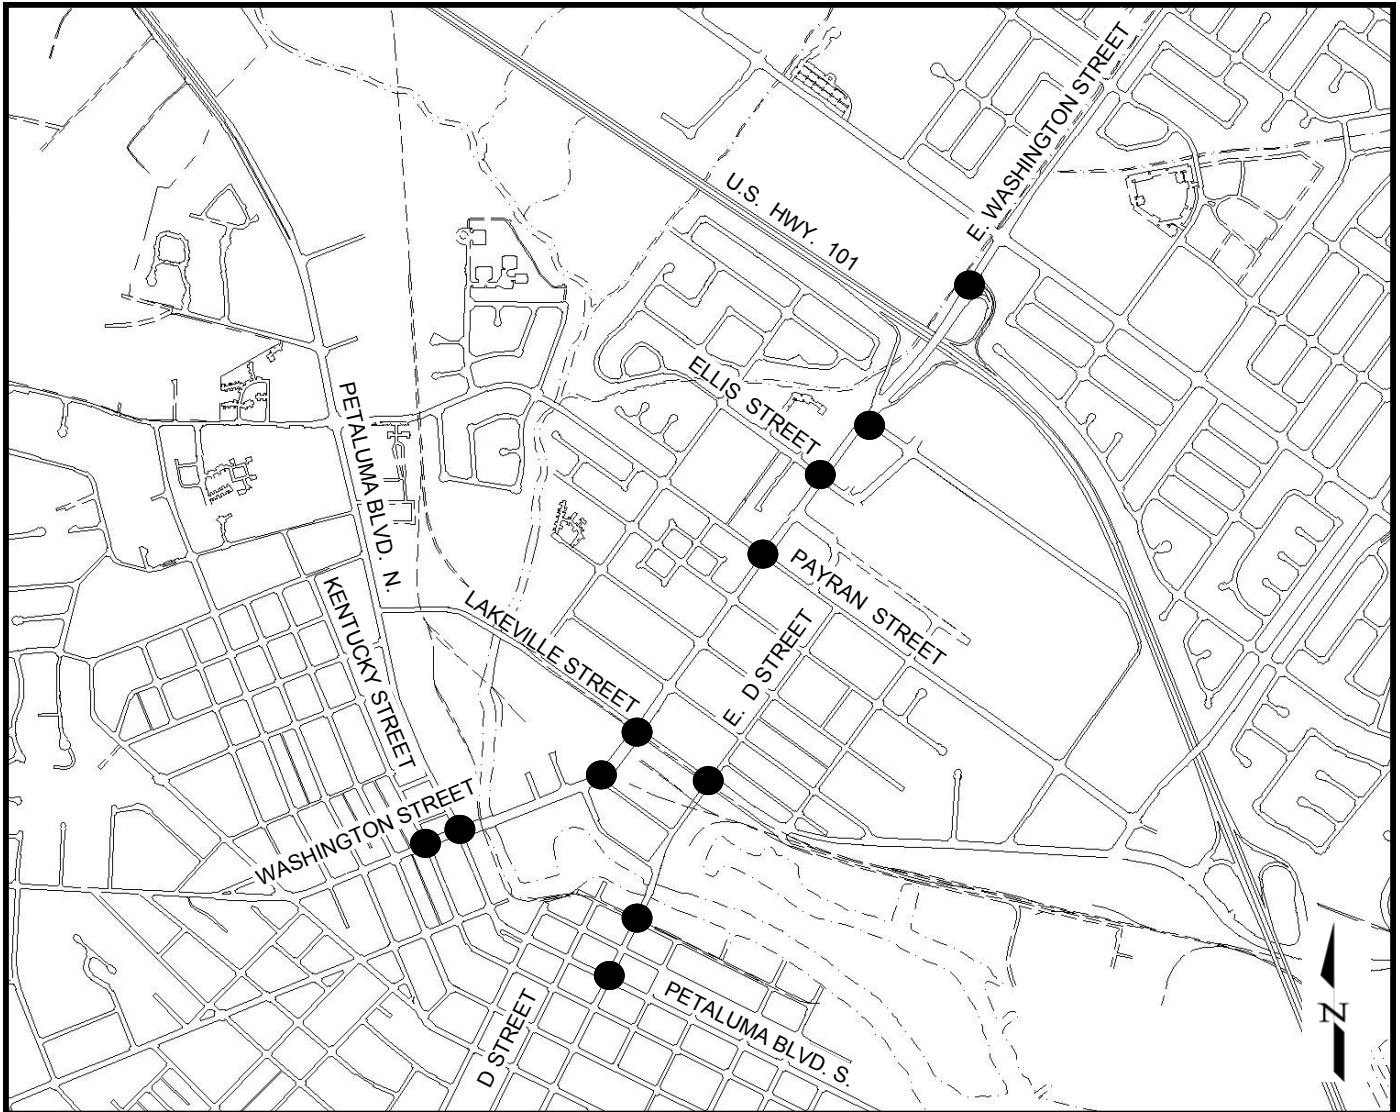 E. WASHINGTON STREET
U.S. HWY. 101
ELLIS STREET
PETALUMA BLVD. N.
PAYRAN STREET
KENTUCKY STREET
LAKEVILLE STREET
E. D STREET
WASHINGTON STREET
D STREET
PETALUMA BLVD. S.
N